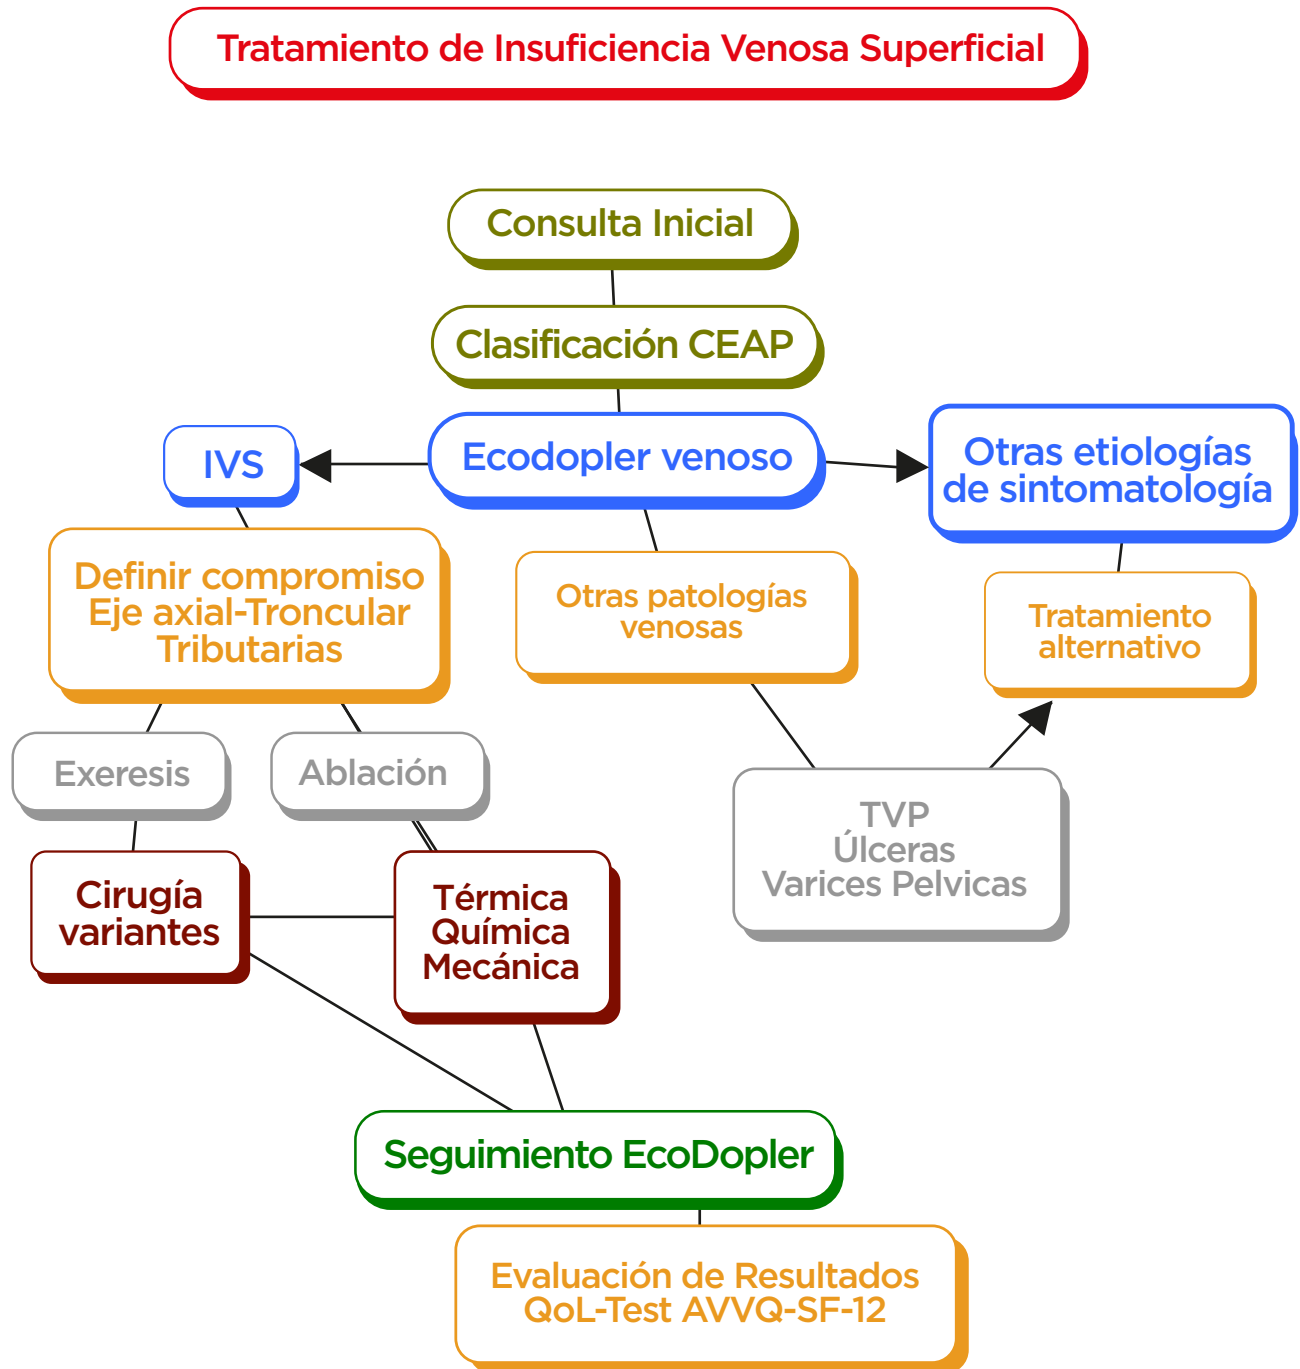 Tratamiento de Insuficiencia Venosa Superficial
Consulta Inicial
Clasificación CEAP
IVS
Ecodopler venoso
Otras etiologías
de sintomatología
Definir compromiso
Eje axial-Troncular
Tributarias
Otras patologías
venosas
Tratamiento
alternativo
Exeresis
Ablación
TVP
Úlceras
Varices Pelvicas
Cirugía
variantes
Térmica
Química
Mecánica
Seguimiento EcoDopler
Evaluación de Resultados
QoL-Test AVVQ-SF-12